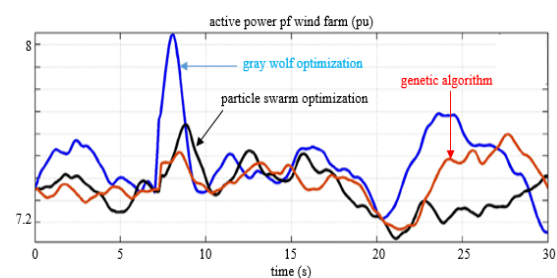 active power pf wind farm (pu)
8
gray wolf optimization
genetic algorithm
particle swarm optimization
7.2
0 5 10 15 20 25 30
time (s)